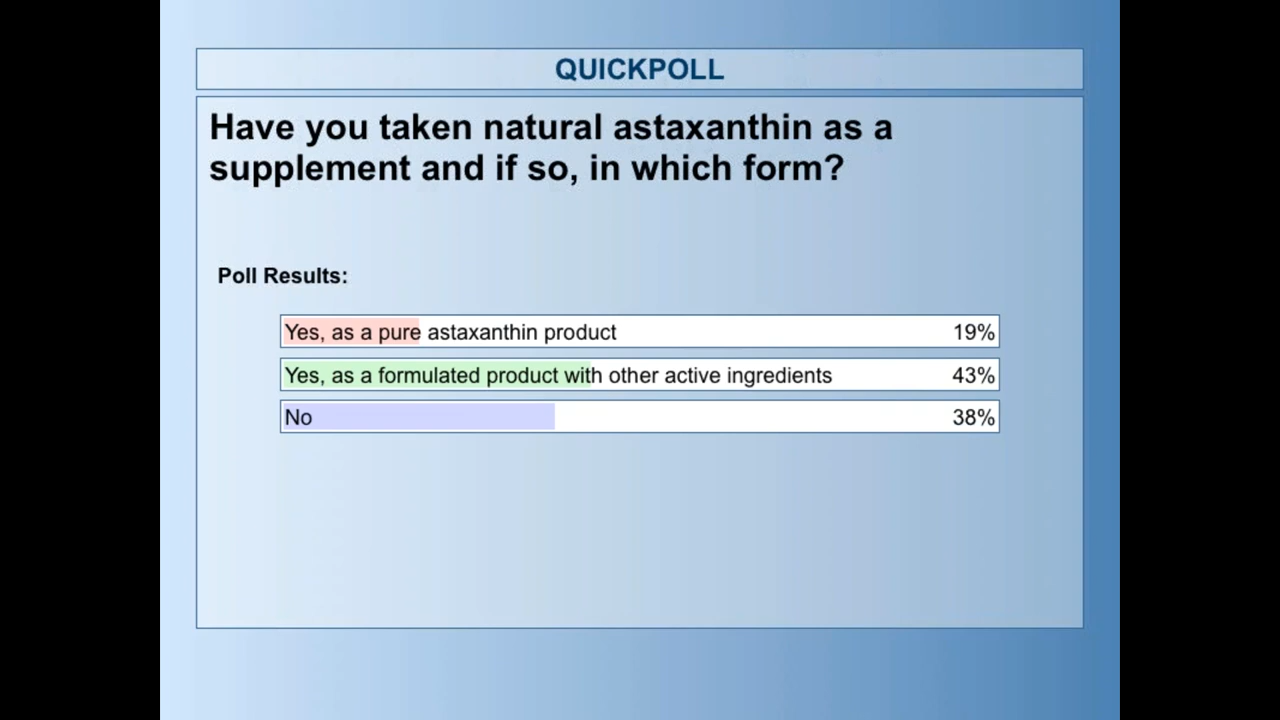 QUICKPOLL
Have you taken natural astaxanthin as a
supplement and if so, in which form?
Poll Results:
Yes, as a pure astaxanthin product 19%
Yes, as a formulated product with other active ingredients 43%
No 38%